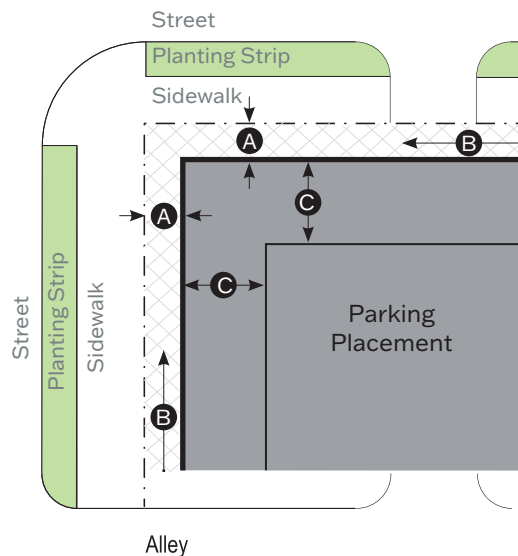 Street
Planting Strip
Sidewalk
A
B
C
A
C
Parking
Placement
Street
Planting Strip
Sidewalk
B
Alley